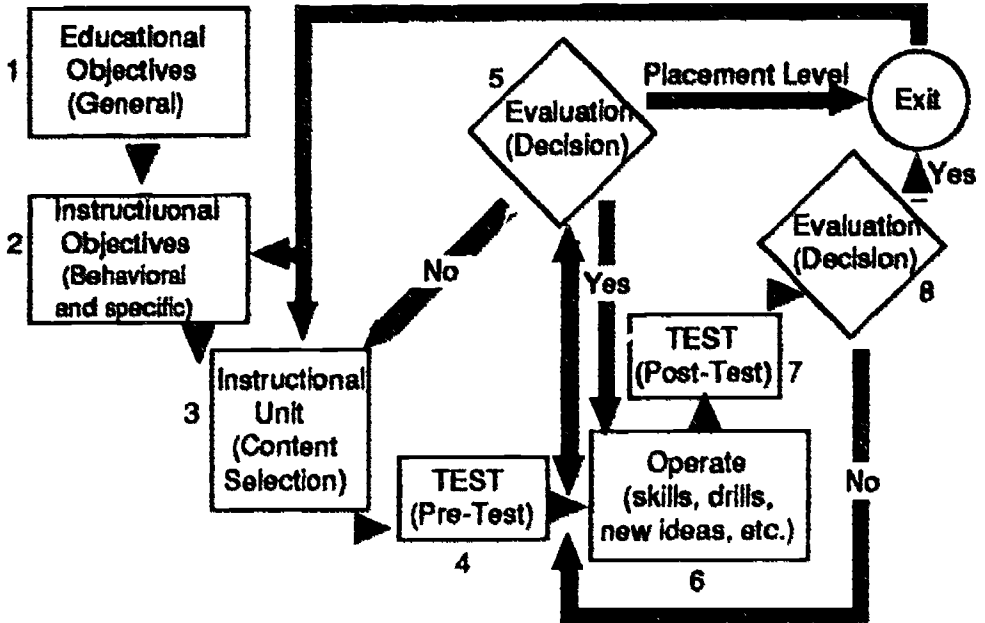 1
Educational
Objectives
(General)
2
Instructiuonal
Objectives
(Behavioral
and specific)
3
Instructional
Unit
(Content
Selection)
TEST
(Pre-Test)
4
5
Evaluation
(Decision)
Placement Level
Exit
No
Yes
Operate
(skills, drills,
new ideas, etc.)
6
TEST
(Post-Test)
7
Evaluation
(Decision)
8
Yes
No